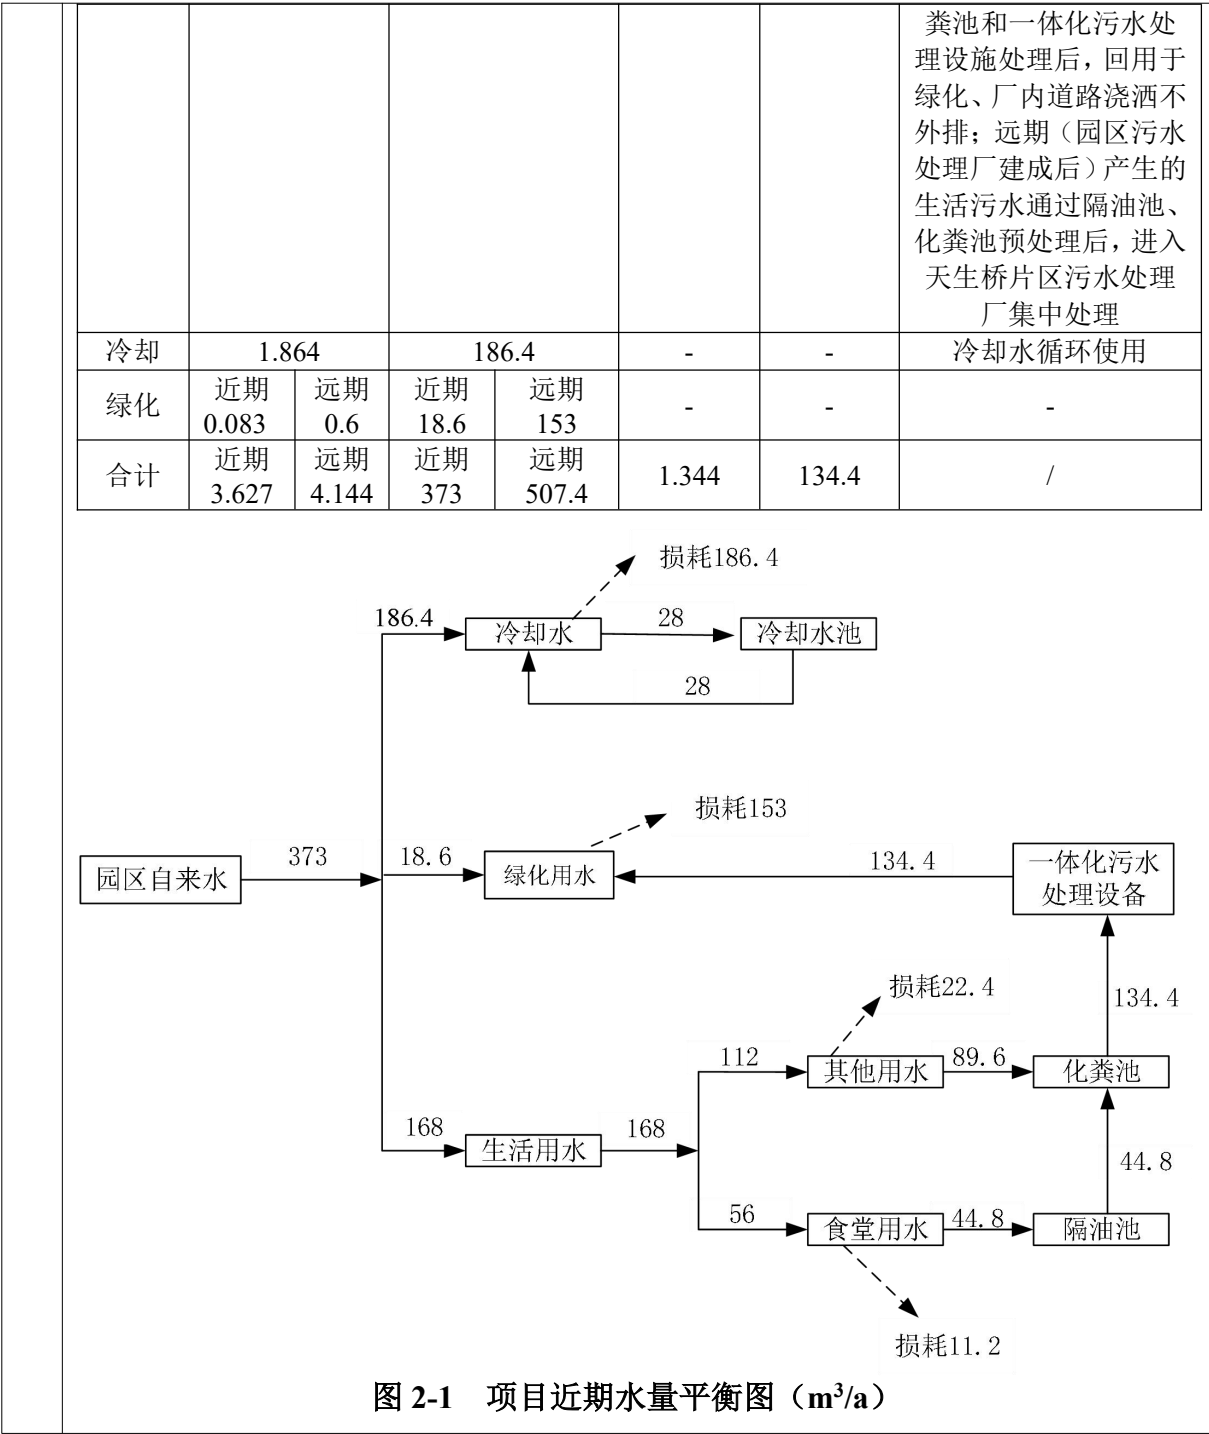 粪池和一体化污水处
理设施处理后，回用于
绿化、厂内道路浇洒不
外排；远期（园区污水
处理厂建成后）产生的
生活污水通过隔油池、
化粪池预处理后，进入
天生桥片区污水处理
厂集中处理
冷却 1.864 186.4 - - 冷却水循环使用
绿化 近期 0.083 远期 0.6 近期 18.6 远期 153 - - -
合计 近期 3.627 远期 4.144 近期 373 远期 507.4 1.344 134.4 /
损耗186.4
186.4
冷却水
28
冷却水池
28
损耗153
园区自来水
373
18.6
绿化用水
134.4
一体化污水
处理设备
损耗22.4
134.4
112
其他用水
89.6
化粪池
168
生活用水
168
44.8
56
食堂用水
44.8
隔油池
损耗11.2
图 2-1 项目近期水量平衡图（m³/a）